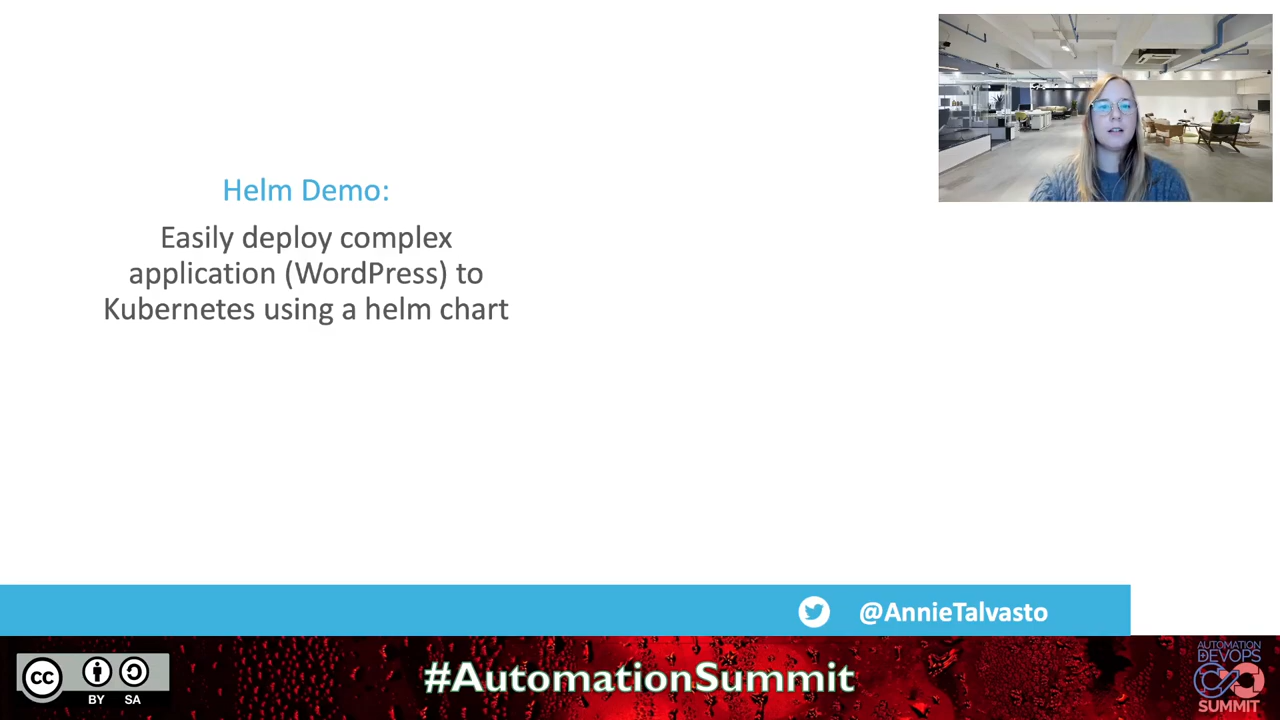 Helm Demo:
Easily deploy complex
application (WordPress) to
Kubernetes using a helm chart
@AnnieTalvasto
cc
BY SA
#AutomationSummit
AUTOMATION
DEVOPS
SUMMIT